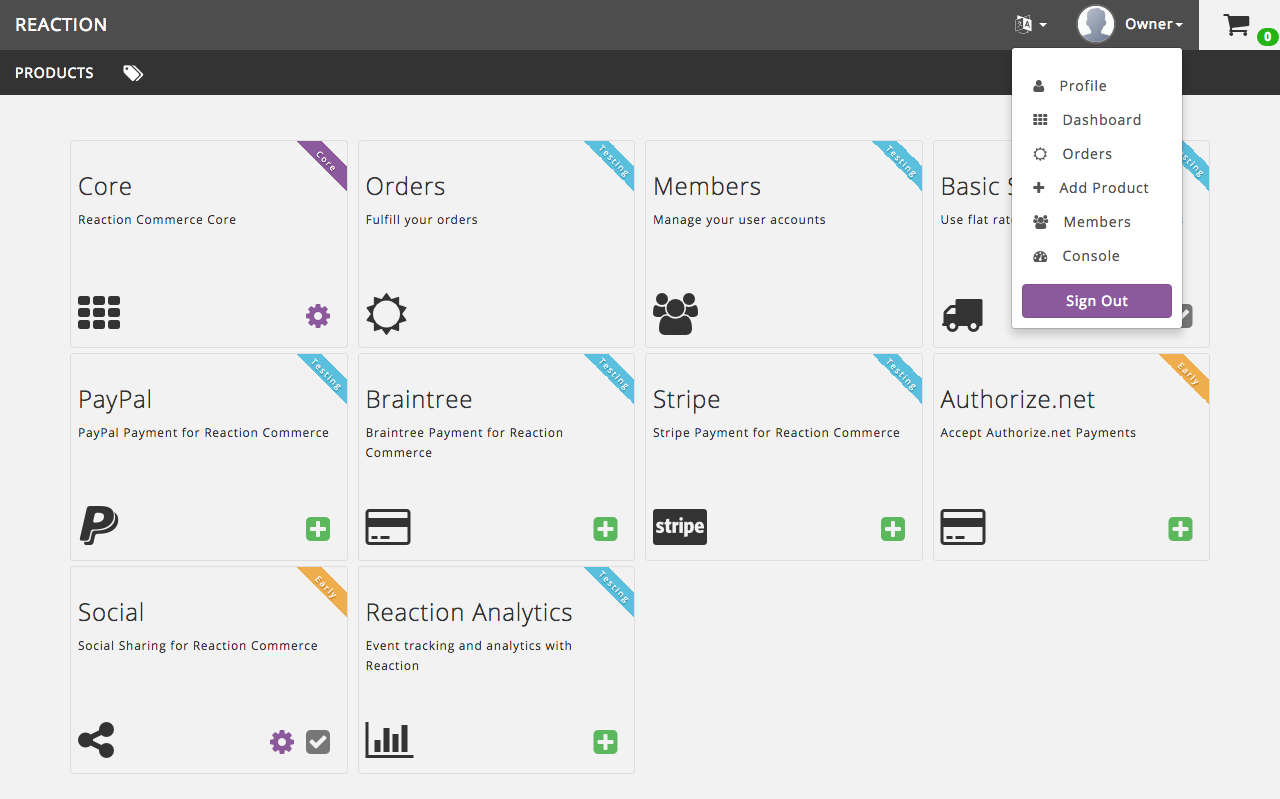 REACTION
Owner
0
PRODUCTS
Profile
Dashboard
Orders
Add Product
Members
Console
Sign Out
Core
Core
Reaction Commerce Core
Testing
Orders
Fulfill your orders
Testing
Members
Manage your user accounts
Basic
Use flat
PayPal
Testing
PayPal Payment for Reaction Commerce
Testing
Braintree
Braintree Payment for Reaction
Commerce
Testing
Stripe
Stripe Payment for Reaction Commerce
stripe
Early
Authorize.net
Accept Authorize.net Payments
Early
Social
Social Sharing for Reaction Commerce
Testing
Reaction Analytics
Event tracking and analytics with
Reaction